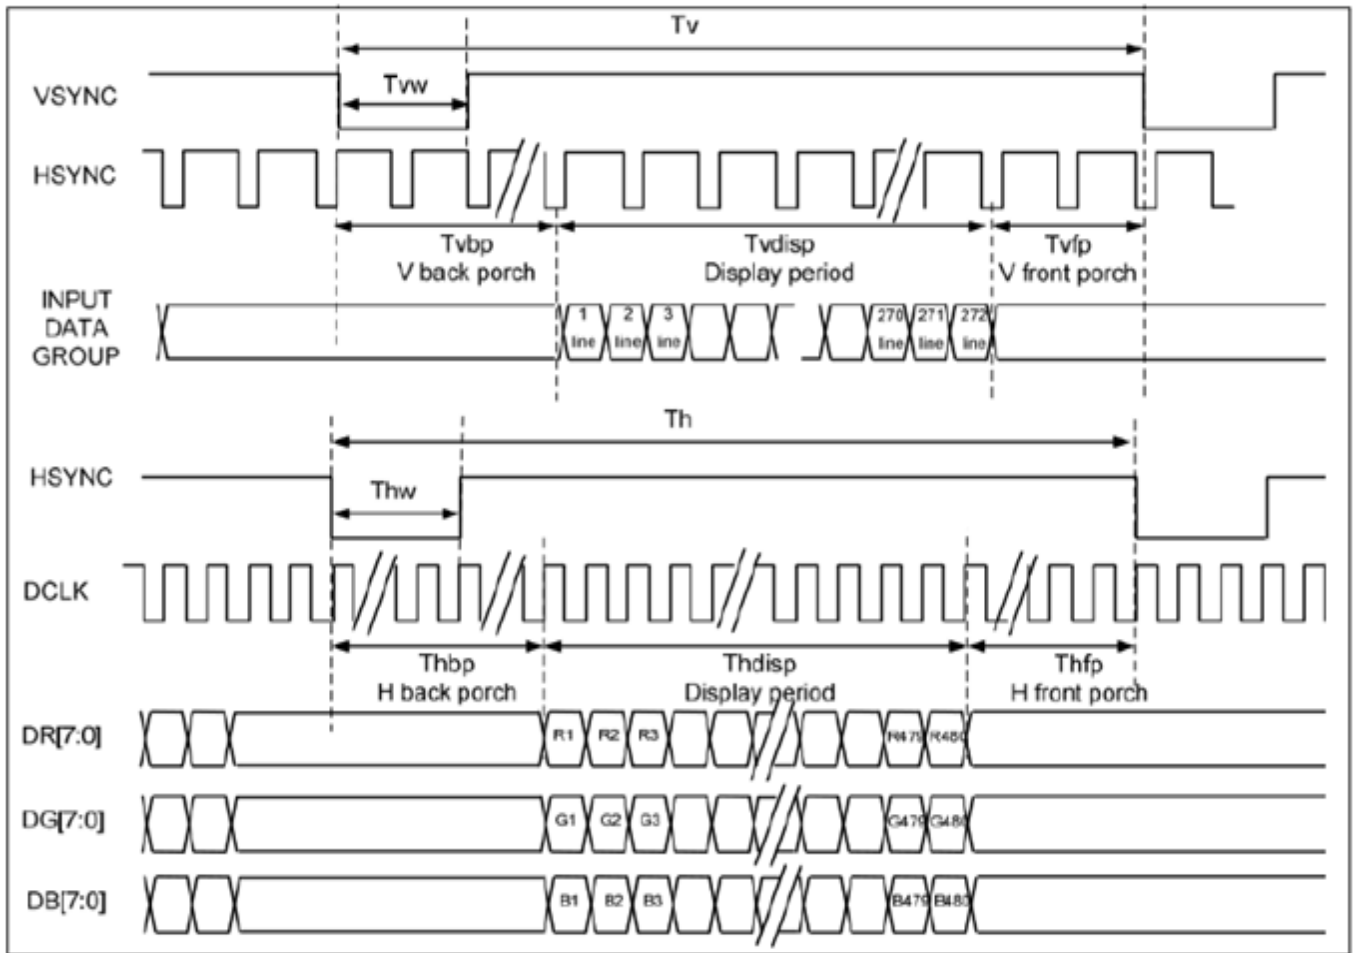 Tv
VSYNC
Tvw
HSYNC
Tvbp
V back porch
Tvdisp
Display period
Tvfp
V front porch
INPUT
DATA
GROUP
1 line
2 line
3 line
270 line
271 line
272 line
Th
HSYNC
Thw
DCLK
Thbp
H back porch
Thdisp
Display period
Thfp
H front porch
DR[7:0]
R1 R2 R3 R479 R480
DG[7:0]
G1 G2 G3 G479 G480
DB[7:0]
B1 B2 B3 B479 B480